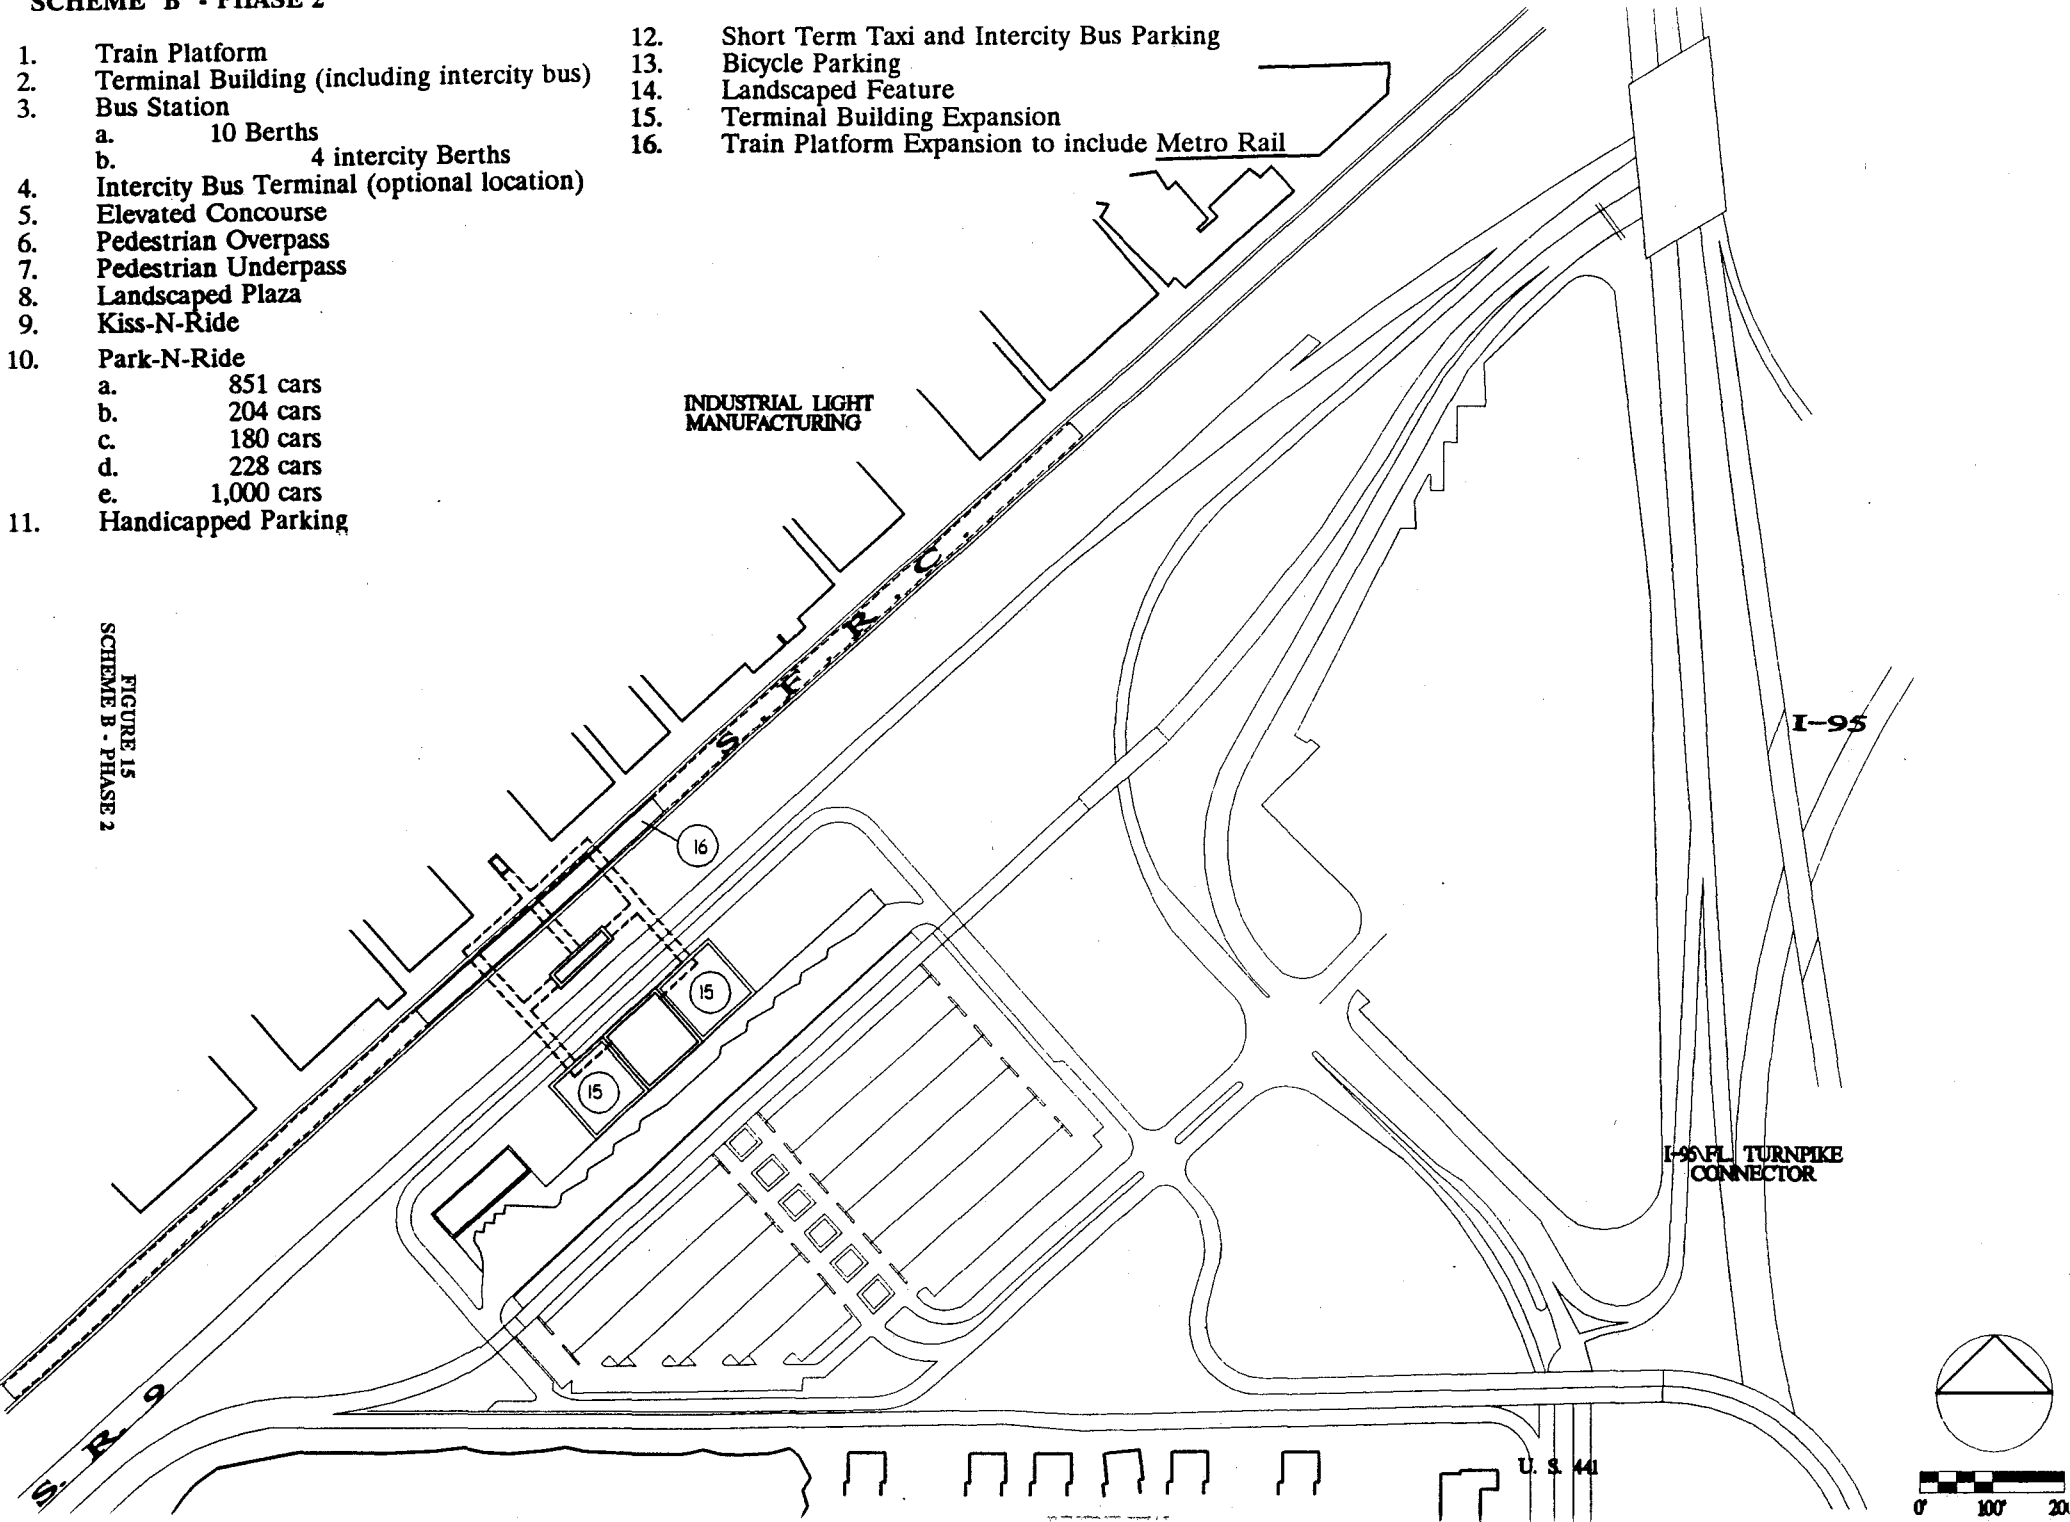 SCHEME "B" - PHASE 2
1. Train Platform
2. Terminal Building (including intercity bus)
3. Bus Station
a. 10 Berths
b. 4 intercity Berths
4. Intercity Bus Terminal (optional location)
5. Elevated Concourse
6. Pedestrian Overpass
7. Pedestrian Underpass
8. Landscaped Plaza
9. Kiss-N-Ride
10. Park-N-Ride
a. 851 cars
b. 204 cars
c. 180 cars
d. 228 cars
e. 1,000 cars
11. Handicapped Parking
12. Short Term Taxi and Intercity Bus Parking
13. Bicycle Parking
14. Landscaped Feature
15. Terminal Building Expansion
16. Train Platform Expansion to include Metro Rail
INDUSTRIAL LIGHT
MANUFACTURING
FIGURE 15
SCHEME B - PHASE 2
S. F. R. C.
I-95
16
15
15
I-95\FL. TURNPIKE
CONNECTOR
S. R. 9
U. S. 441
0' 100' 20